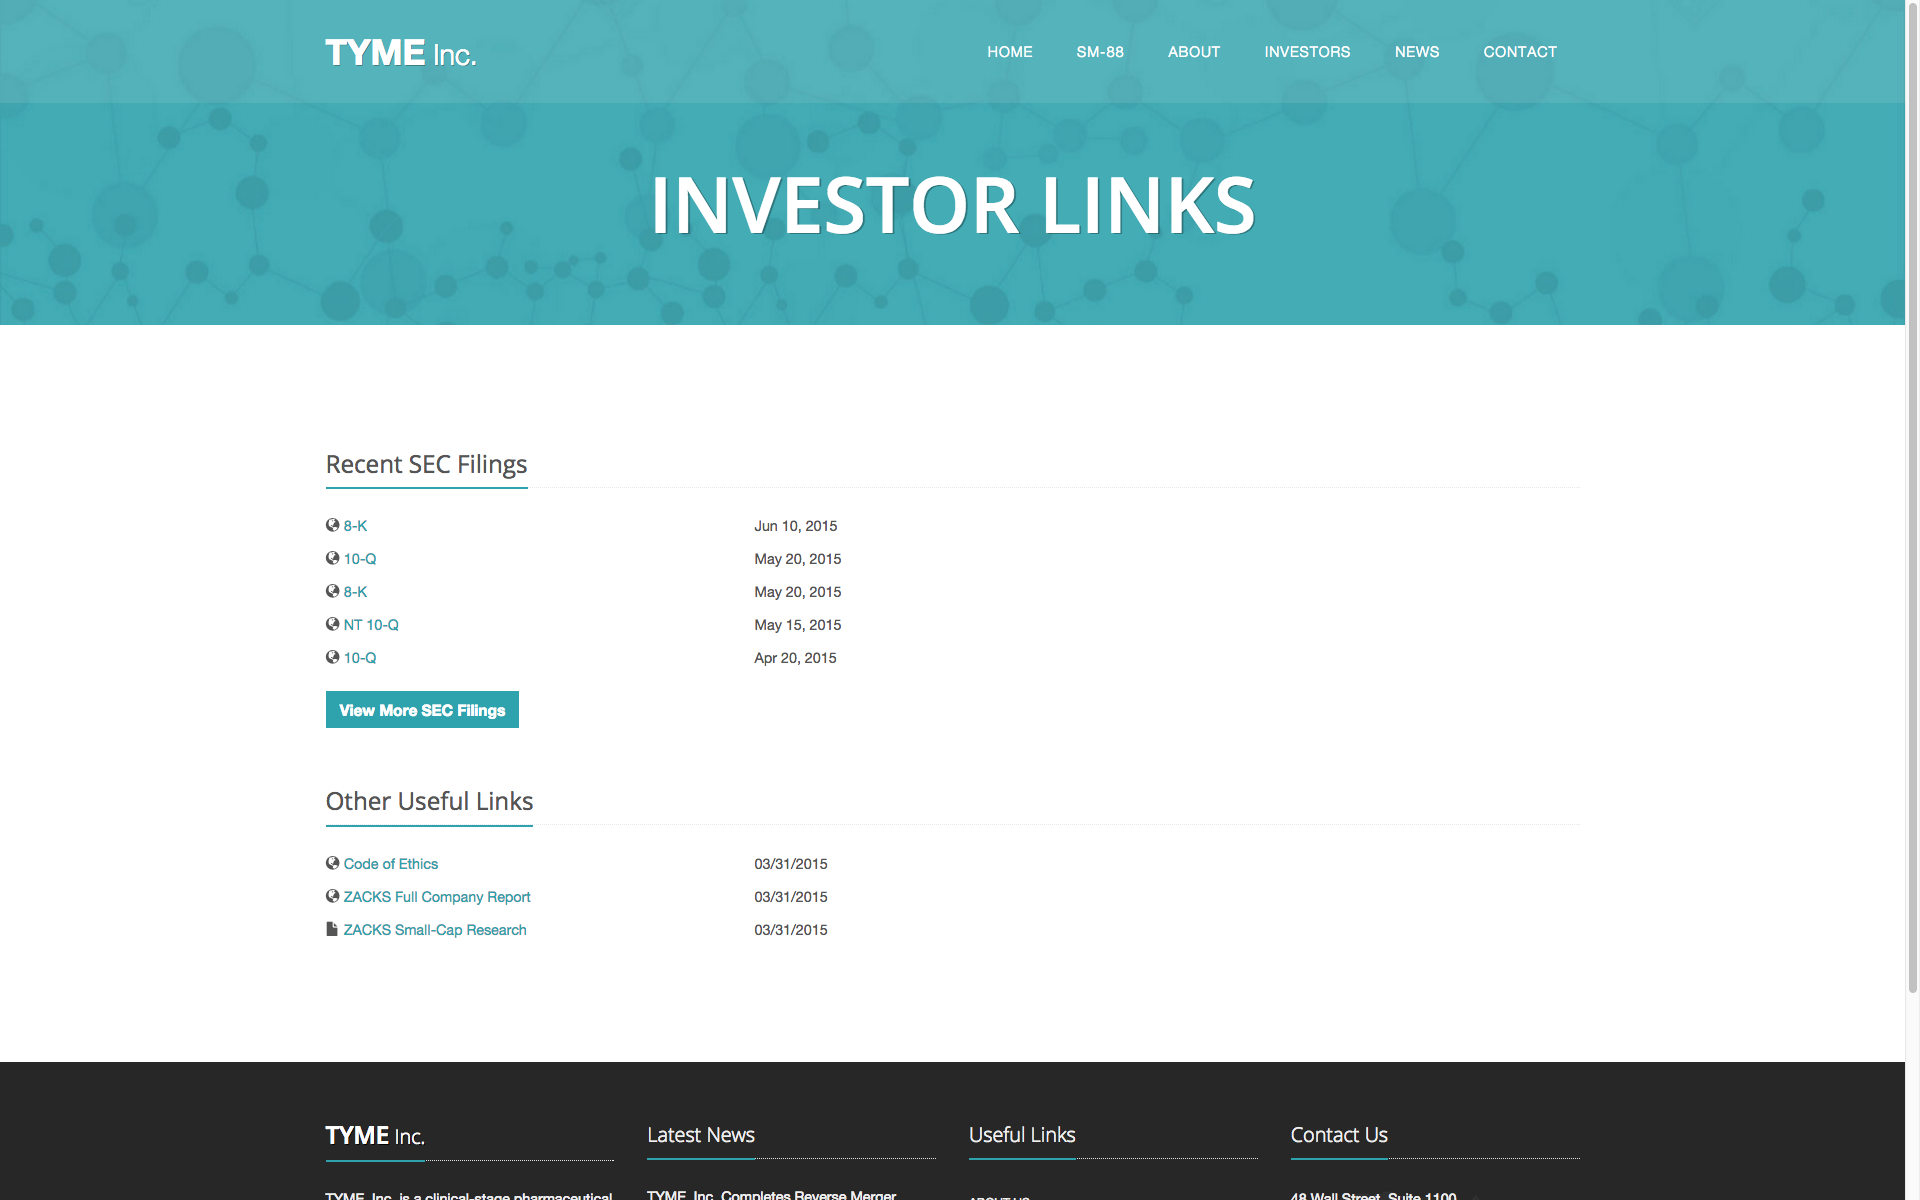 TYME Inc.
HOME SM-88 ABOUT INVESTORS NEWS CONTACT
INVESTOR LINKS
Recent SEC Filings
8-K Jun 10, 2015
10-Q May 20, 2015
8-K May 20, 2015
NT 10-Q May 15, 2015
10-Q Apr 20, 2015
View More SEC Filings
Other Useful Links
Code of Ethics 03/31/2015
ZACKS Full Company Report 03/31/2015
ZACKS Small-Cap Research 03/31/2015
TYME Inc. Latest News Useful Links Contact Us
TYME, Inc. is a clinical-stage pharmaceutical TYME, Inc. Completes Reverse Merger ABOUT US 48 Wall Street, Suite 1100